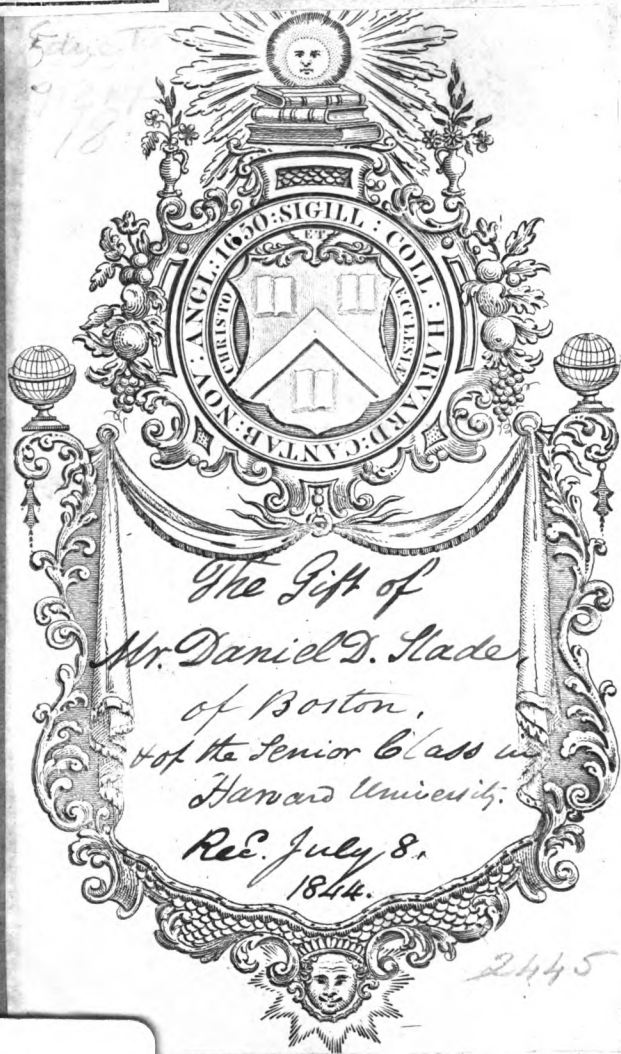 SIGILL : COLL : HARVARD : CANTAB : NOV : ANGL : 1650 :
CHRISTO ET ECCLESIÆ
The Gift of
Mr. Daniel D. Slade,
of Boston,
& of the Senior Class in
Harvard University.
Rec. July 8,
1844.
2445